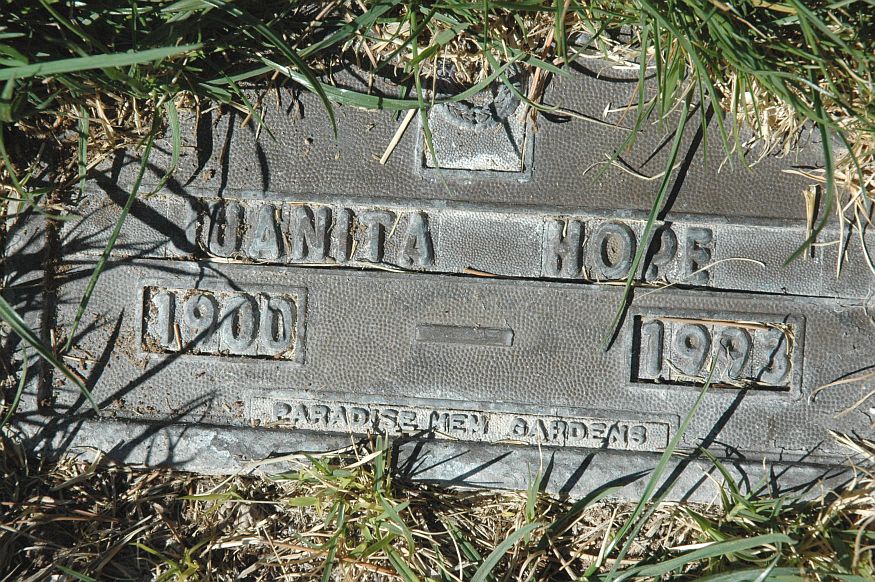 JUANITA HOPE
1900 - 1993
PARADISE MEM GARDENS